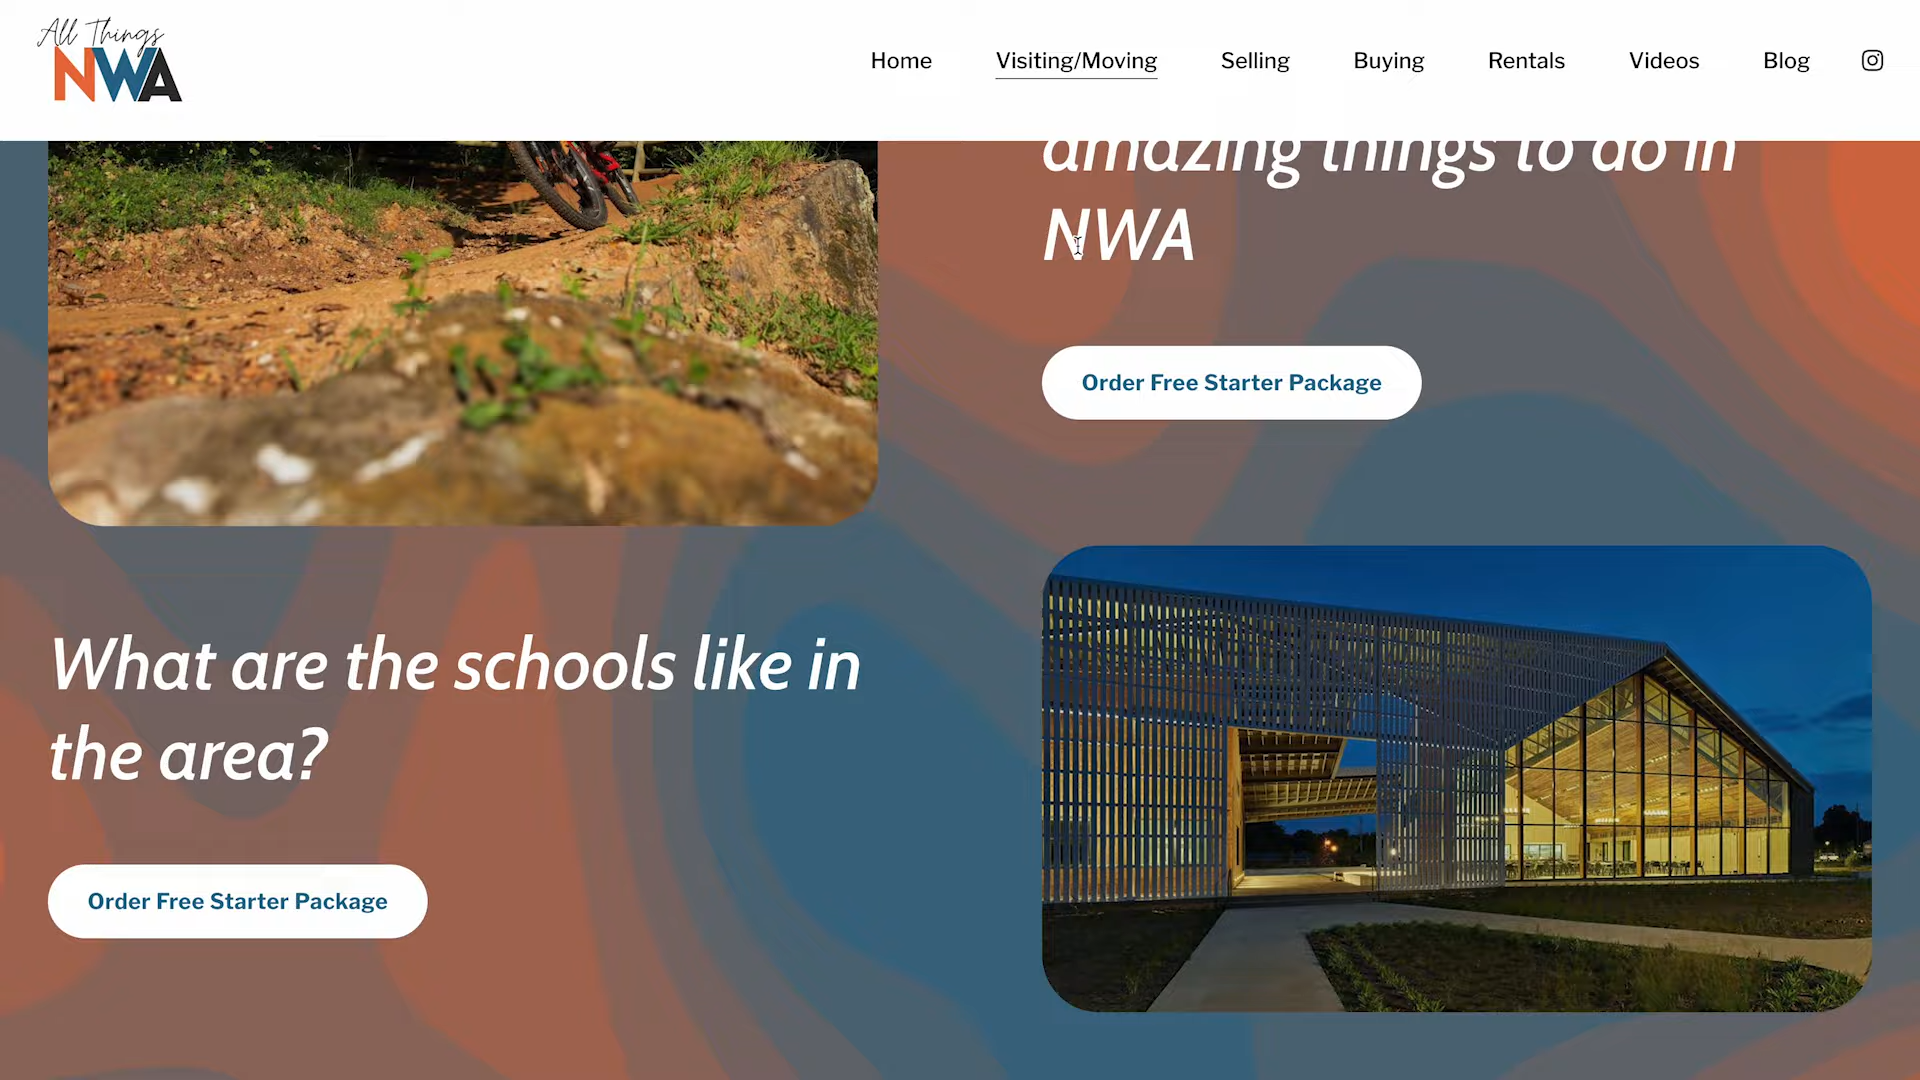 All Things
NWA
Home Visiting/Moving Selling Buying Rentals Videos Blog
amazing things to do in
NWA
Order Free Starter Package
What are the schools like in
the area?
Order Free Starter Package